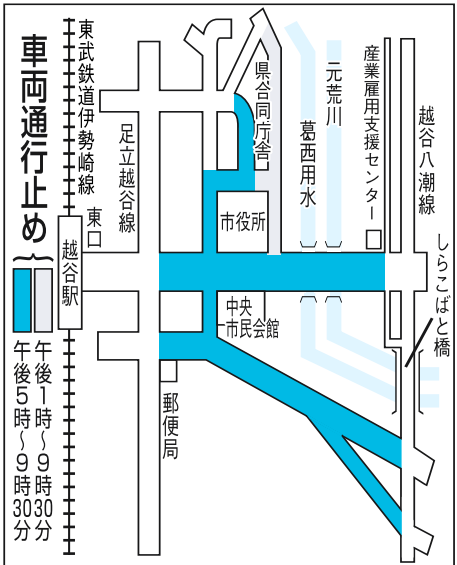 車両通行止め
午後1時～9時30分
午後5時～9時30分
東武鉄道伊勢崎線
越谷駅
東口
足立越谷線
県合同庁舎
市役所
中央
市民会館
郵便局
葛西用水
元荒川
産業雇用支援センター
越谷八潮線
しらこばと橋